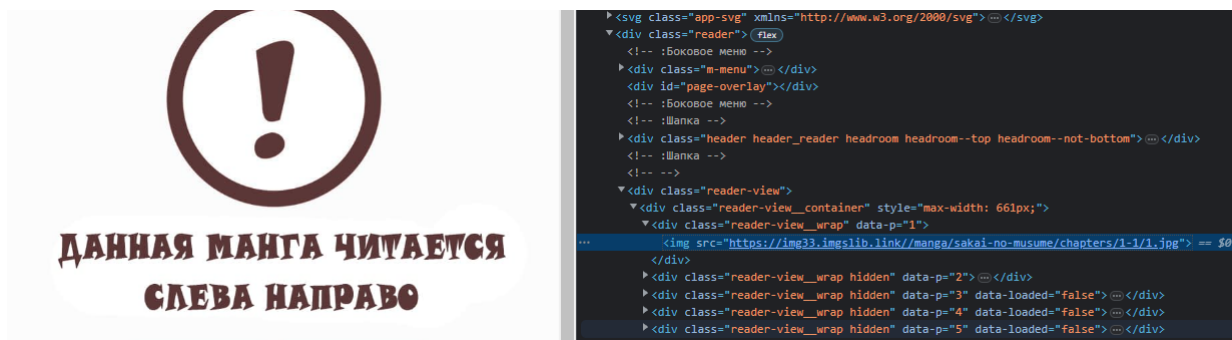 ДАННАЯ МАНГА ЧИТАЕТСЯ
СЛЕВА НАПРАВО
▶<svg class="app-svg" xmlns="http://www.w3.org/2000/svg">…</svg>
▼<div class="reader"> flex
<!-- :Боковое меню -->
▶<div class="m-menu">…</div>
<div id="page-overlay"></div>
<!-- :Боковое меню -->
<!-- :Шапка -->
▶<div class="header header_reader headroom headroom--top headroom--not-bottom">…</div>
<!-- :Шапка -->
<!-- -->
▼<div class="reader-view">
▼<div class="reader-view__container" style="max-width: 661px;">
▼<div class="reader-view__wrap" data-p="1">
… <img src="https://img33.imgslib.link//manga/sakai-no-musume/chapters/1-1/1.jpg"> == $0
</div>
▶<div class="reader-view__wrap hidden" data-p="2">…</div>
▶<div class="reader-view__wrap hidden" data-p="3" data-loaded="false">…</div>
▶<div class="reader-view__wrap hidden" data-p="4" data-loaded="false">…</div>
▶<div class="reader-view__wrap hidden" data-p="5" data-loaded="false">…</div>